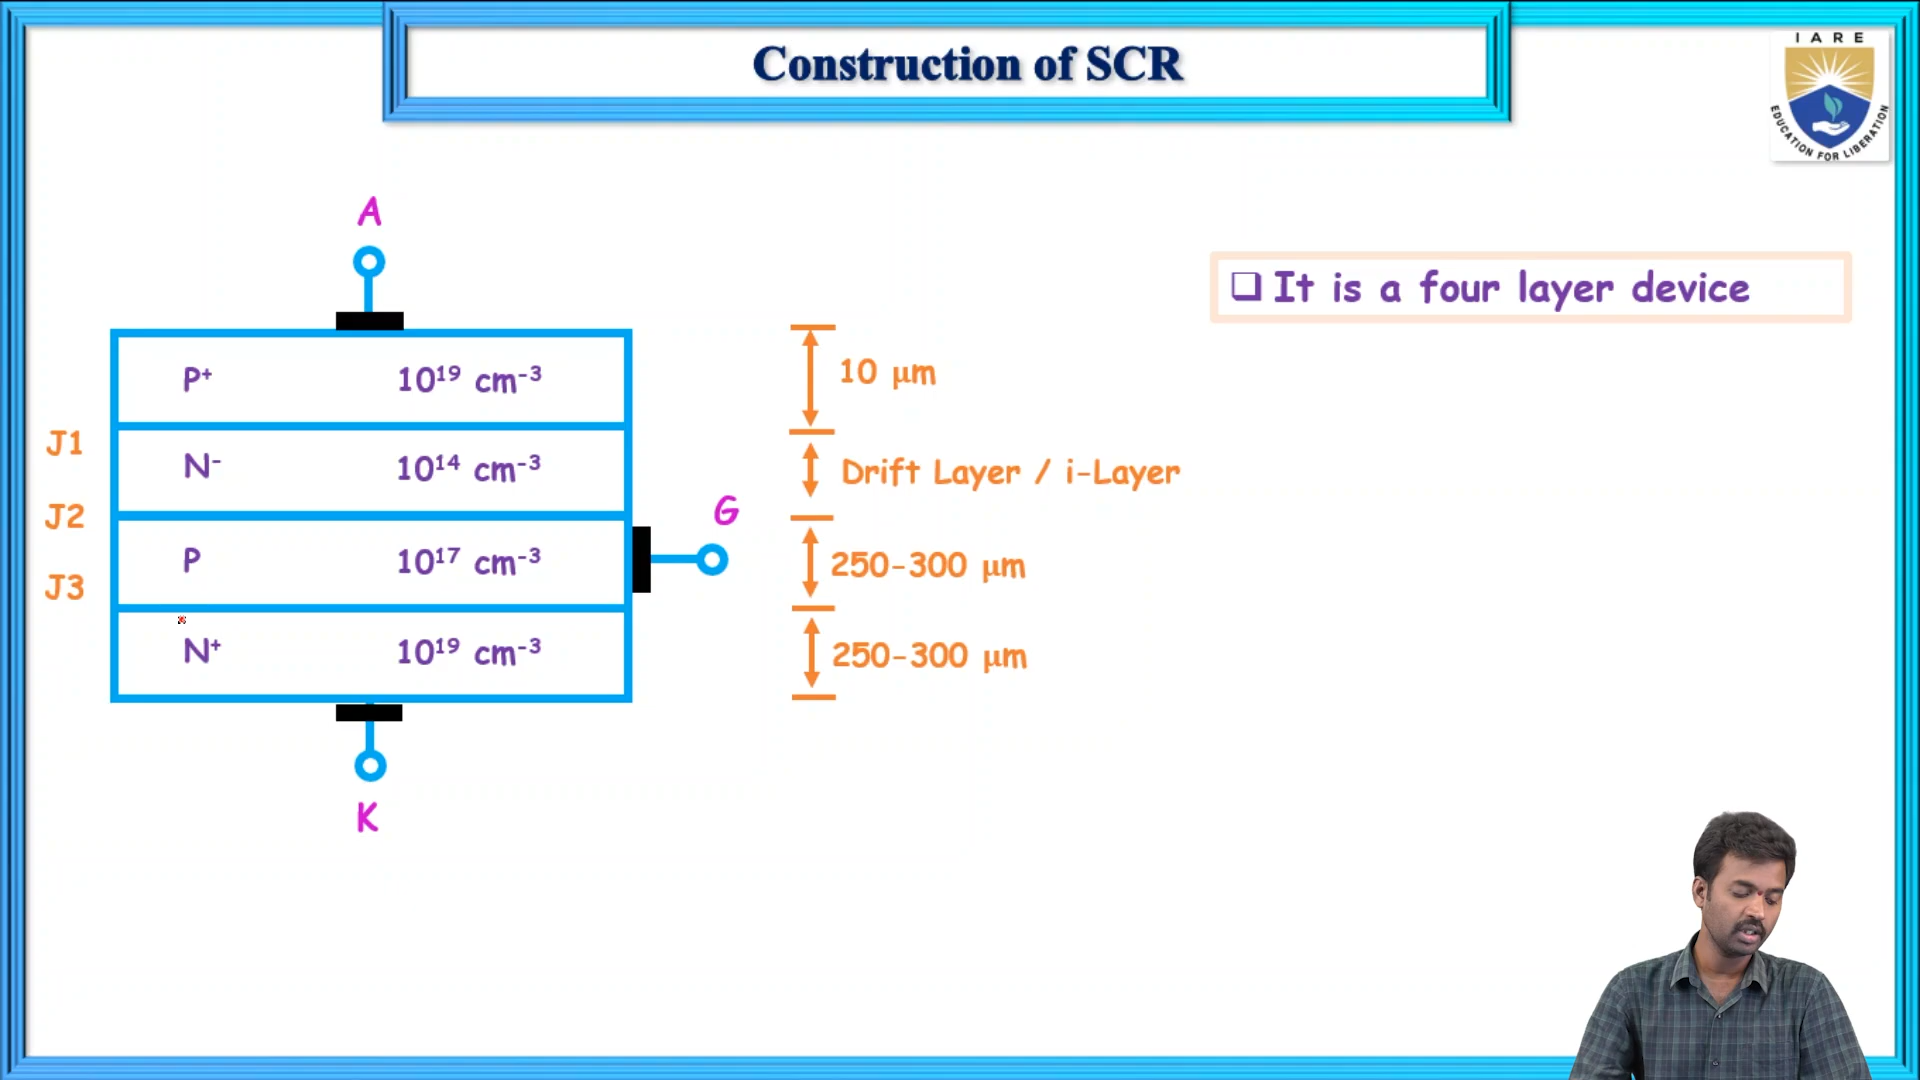 Construction of SCR
IARE
EDUCATION FOR LIBERATION
A
❑ It is a four layer device
P⁺ 10¹⁹ cm⁻³
10 μm
J1
N⁻ 10¹⁴ cm⁻³
Drift Layer / i-Layer
J2
G
P 10¹⁷ cm⁻³
250-300 μm
J3
N⁺ 10¹⁹ cm⁻³
250-300 μm
K